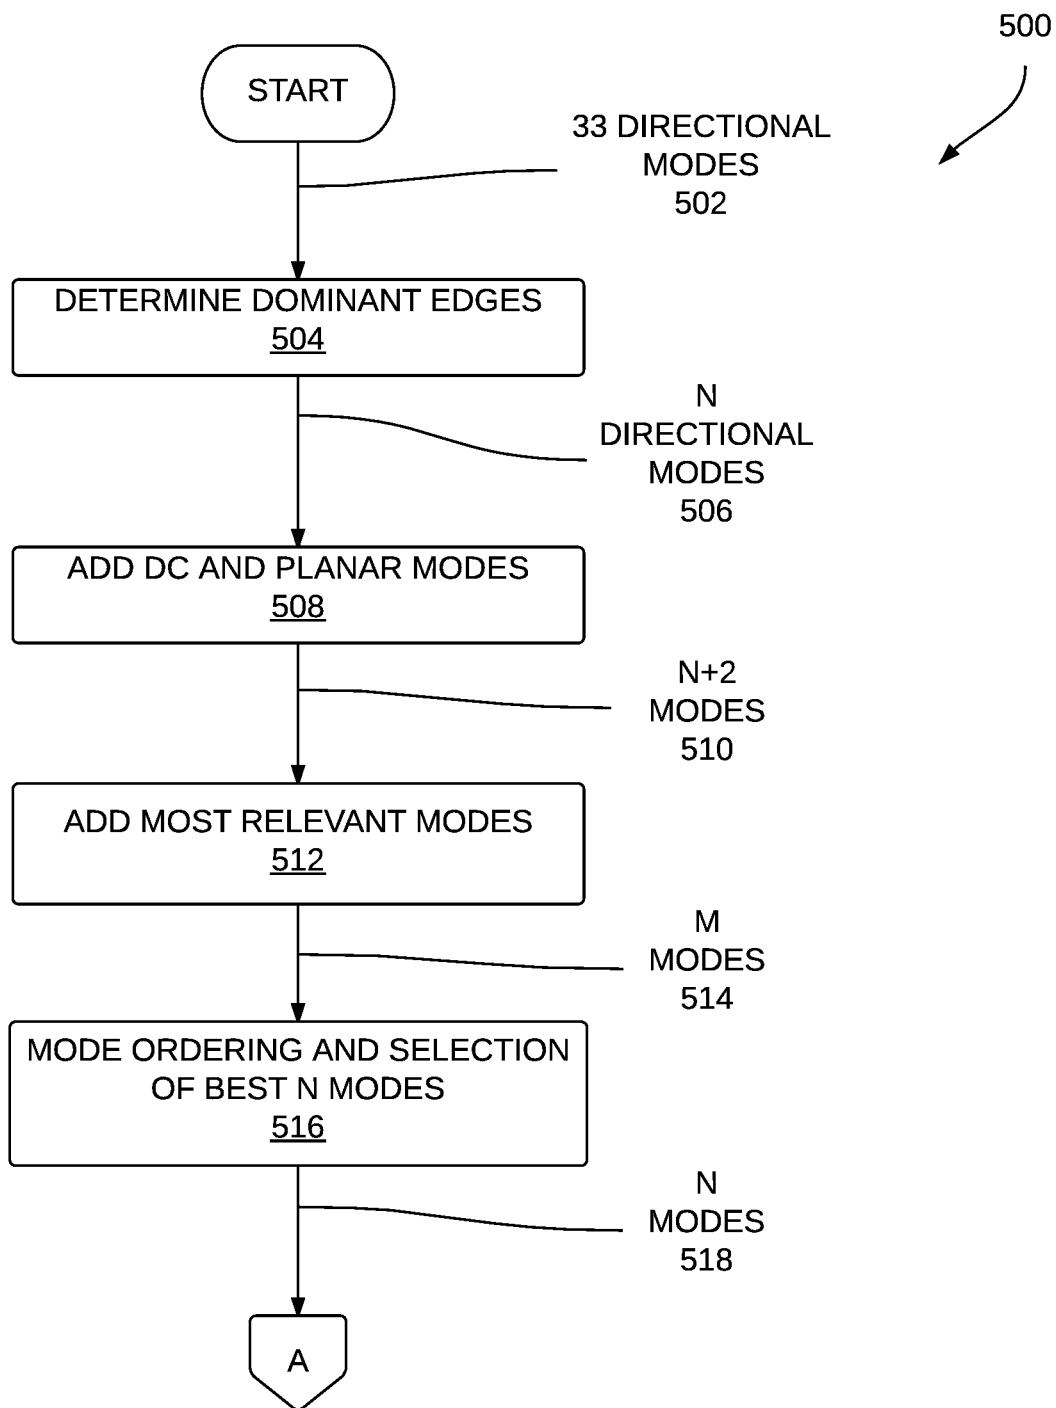 500
START
33 DIRECTIONAL
MODES
502
DETERMINE DOMINANT EDGES
504
N
DIRECTIONAL
MODES
506
ADD DC AND PLANAR MODES
508
N+2
MODES
510
ADD MOST RELEVANT MODES
512
M
MODES
514
MODE ORDERING AND SELECTION
OF BEST N MODES
516
N
MODES
518
A